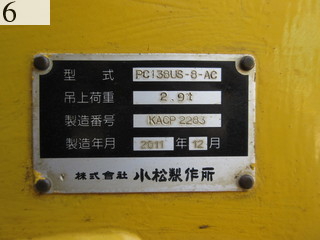 6
型式 PC138US-8-AC
吊上荷重 2.9t
製造番号 KACP 2283
製造年月 2011 年 12 月
株式會社 小松製作所